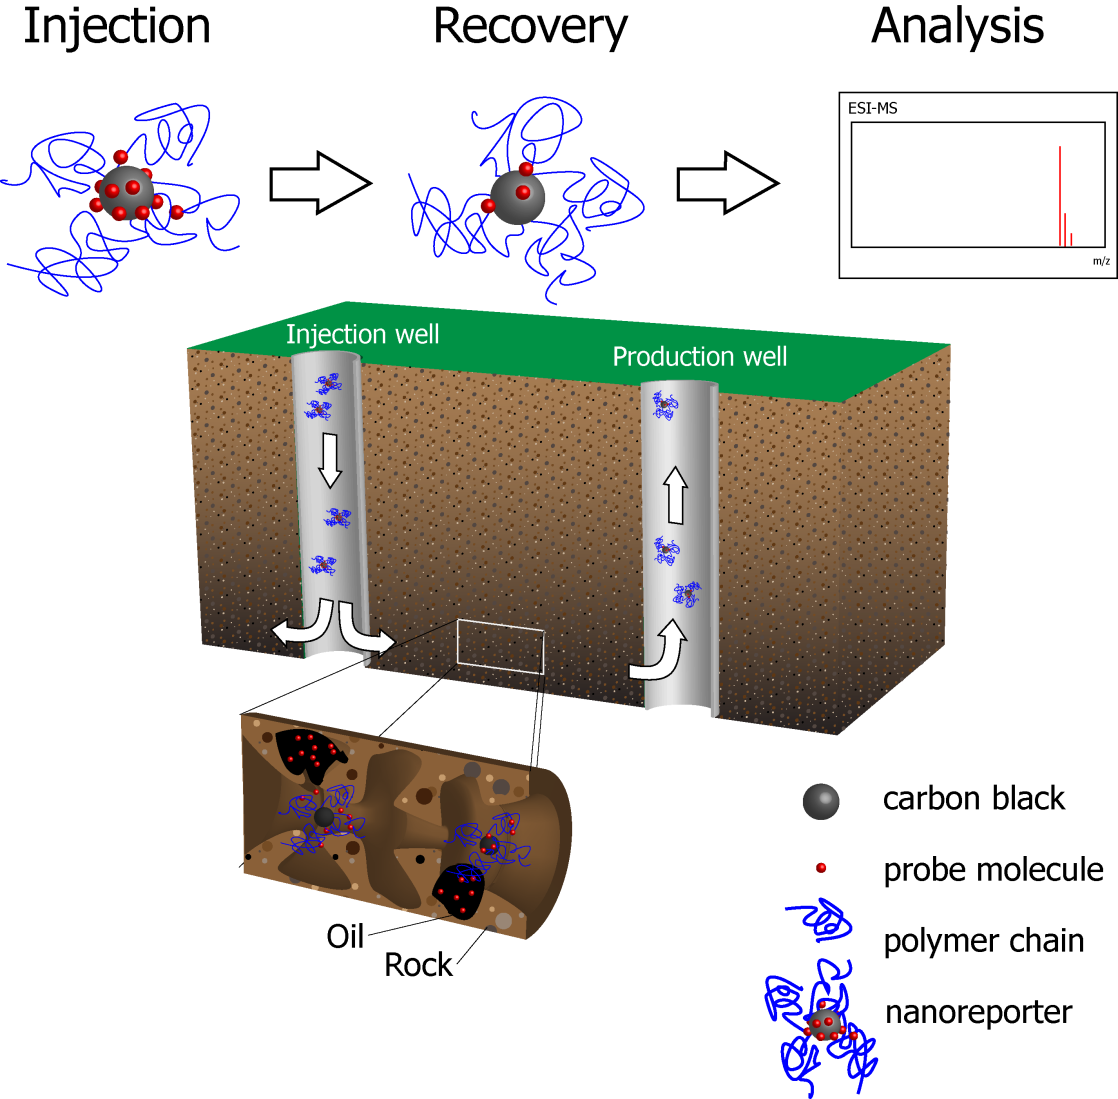 Injection
Recovery
Analysis
ESI-MS
m/z
Injection well
Production well
Oil
Rock
carbon black
probe molecule
polymer chain
nanoreporter